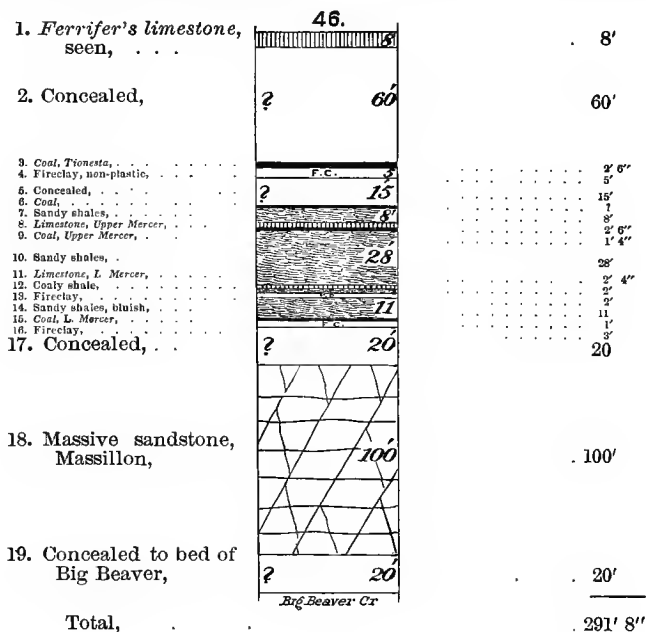 46.
1. Ferrifer's limestone, 8' . 8'
seen, . . .
2. Concealed, ? 60' 60'
3. Coal, Tionesta, . . . . . . . . . . . . 2' 6"
4. Fireclay, non-plastic, . . . . F.C. 5' . . . . . . 5'
5. Concealed, . . . . . ? 15' . . . . . . 15'
6. Coal, . . . . . . . . . . . . . ?
7. Sandy shales, . . . . . 8' . . . . . . 8'
8. Limestone, Upper Mercer, . . . . . . . . . 2' 6"
9. Coal, Upper Mercer, . . . . . . . . . . 1' 4"
10. Sandy shales, . 28' 28'
11. Limestone, L Mercer, . . . . . . . . . . 2' 4"
12. Coaly shale, . . . . . . . . . . . 2'
13. Fireclay, . . . . . . . . . . . . 2'
14. Sandy shales, bluish, . . . . 11 . . . . . . 11
15. Coal, L. Mercer, . . . . . . . . . . . 1'
16. Fireclay, . . . . . . F.C. . . . . . . 3'
17. Concealed, . . ? 20' 20
18. Massive sandstone, 100' . 100'
Massillon,
19. Concealed to bed of
Big Beaver, ? 20' . . 20'
Big Beaver Cr
Total, . . . . 291' 8"